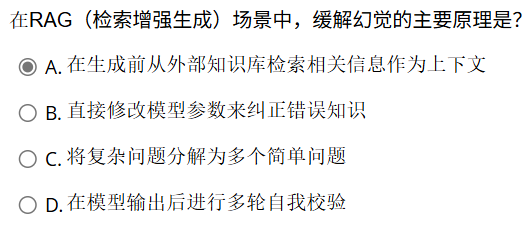 在RAG（检索增强生成）场景中，缓解幻觉的主要原理是？
A. 在生成前从外部知识库检索相关信息作为上下文
B. 直接修改模型参数来纠正错误知识
C. 将复杂问题分解为多个简单问题
D. 在模型输出后进行多轮自我校验